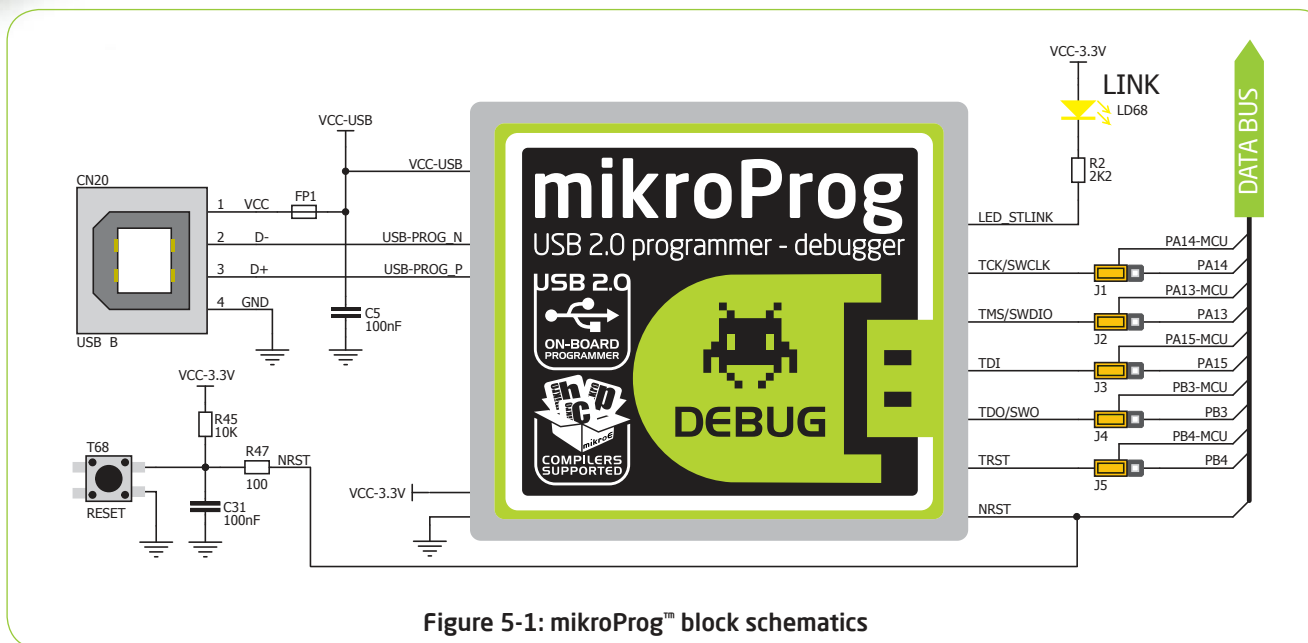 VCC-3.3V
LINK
LD68
DATA BUS
VCC-USB
VCC-USB
R2
2K2
CN20
1 VCC
FP1
2 D-
USB-PROG_N
3 D+
USB-PROG_P
4 GND
C5
100nF
USB B
mikroProg
USB 2.0 programmer - debugger
USB 2.0
ON-BOARD
PROGRAMMER
mikroE
COMPILERS
SUPPORTED
DEBUG
LED_STLINK
PA14-MCU
TCK/SWCLK
PA14
J1
PA13-MCU
TMS/SWDIO
PA13
J2
PA15-MCU
TDI
PA15
J3
PB3-MCU
TDO/SWO
PB3
J4
PB4-MCU
TRST
PB4
J5
NRST
VCC-3.3V
R45
10K
T68
R47
NRST
100
RESET
C31
100nF
VCC-3.3V
Figure 5-1: mikroProg™ block schematics